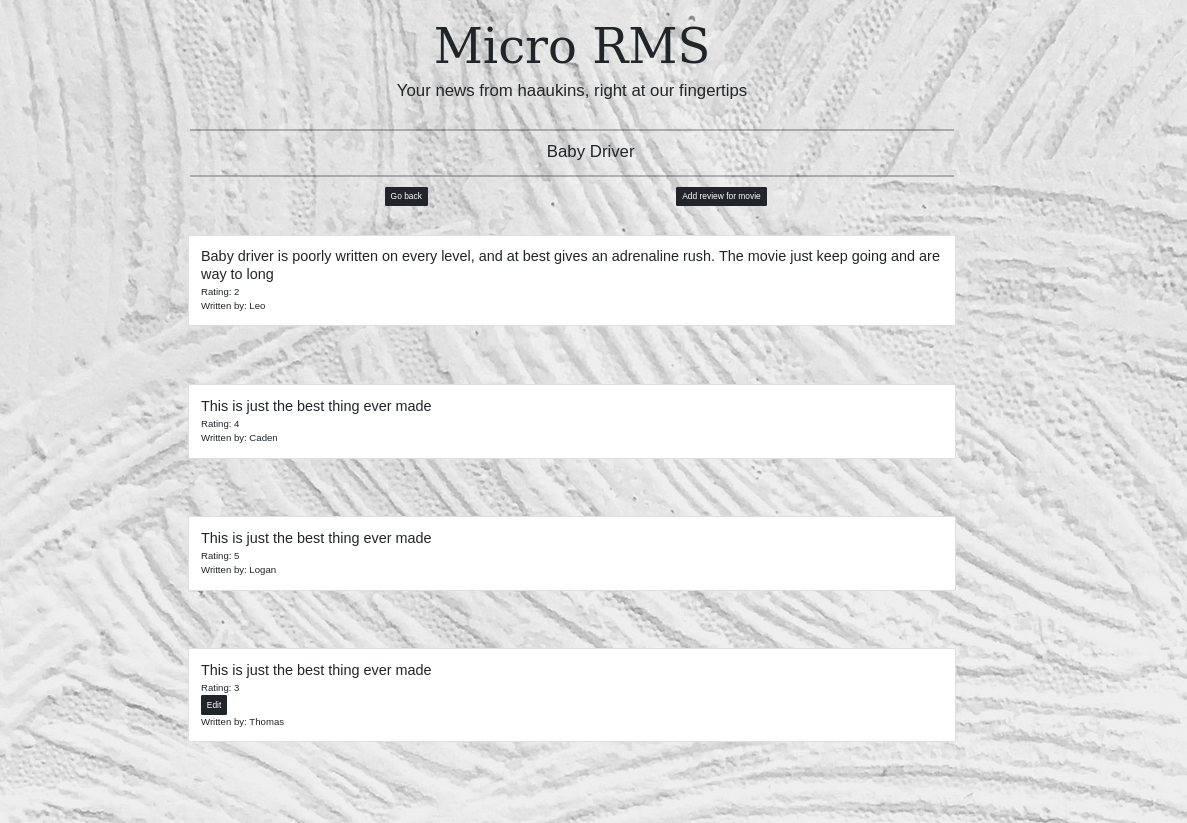 Micro RMS
Your news from haaukins, right at our fingertips
Baby Driver
Go back
Add review for movie
Baby driver is poorly written on every level, and at best gives an adrenaline rush. The movie just keep going and are
way to long
Rating: 2
Written by: Leo
This is just the best thing ever made
Rating: 4
Written by: Caden
This is just the best thing ever made
Rating: 5
Written by: Logan
This is just the best thing ever made
Rating: 3
Edit
Written by: Thomas